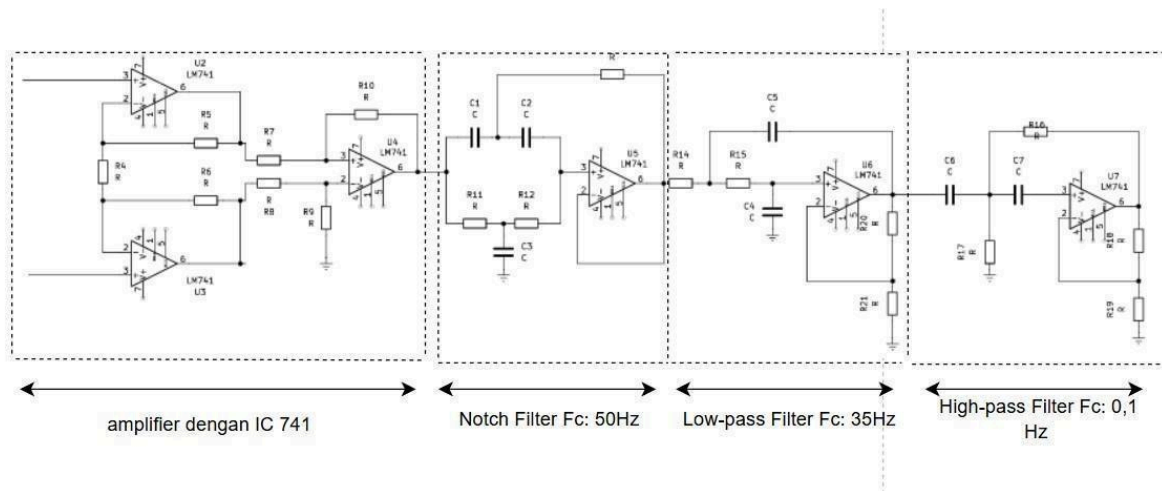 U2
LM741
R5
R
R4
R
R6
R
LM741
U3
R7
R
R
R8
R10
R
U4
LM741
R9
R
C1
C
C2
C
R
R11
R
R12
R
C3
C
U5
LM741
R14
R
R15
R
C5
C
C4
C
U6
LM741
R20
R
R21
R
C6
C
C7
C
R16
R
R17
R
U7
LM741
R18
R
R19
R
amplifier dengan IC 741
Notch Filter Fc: 50Hz
Low-pass Filter Fc: 35Hz
High-pass Filter Fc: 0,1
Hz